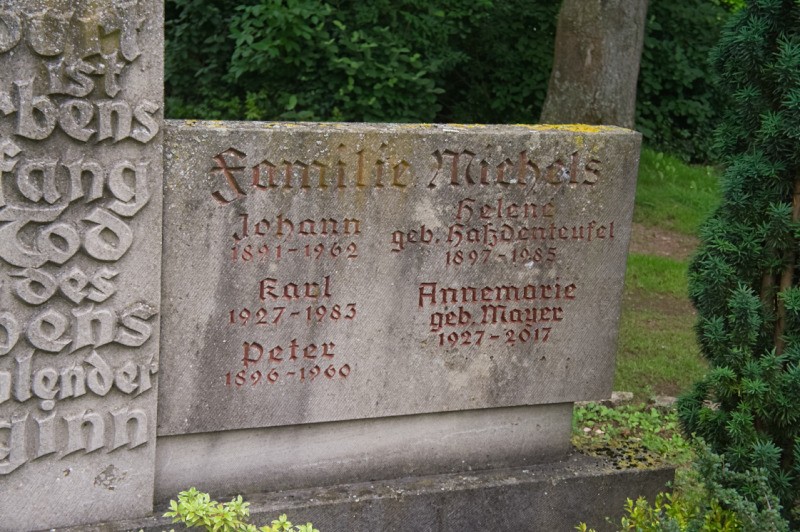 ist
bens
fang
Tod
des
bens
lender
ginn
Familie Michels
Johann
1891-1962
Karl
1927-1983
Peter
1896-1960
Helene
geb. Haßdenteufel
1897-1985
Annemarie
geb. Mayer
1927-2017